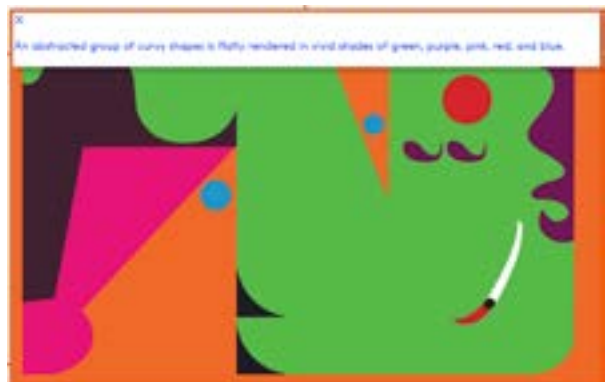 X
An abstracted group of curvy shapes is flatly rendered in vivid shades of green, purple, pink, red, and blue.